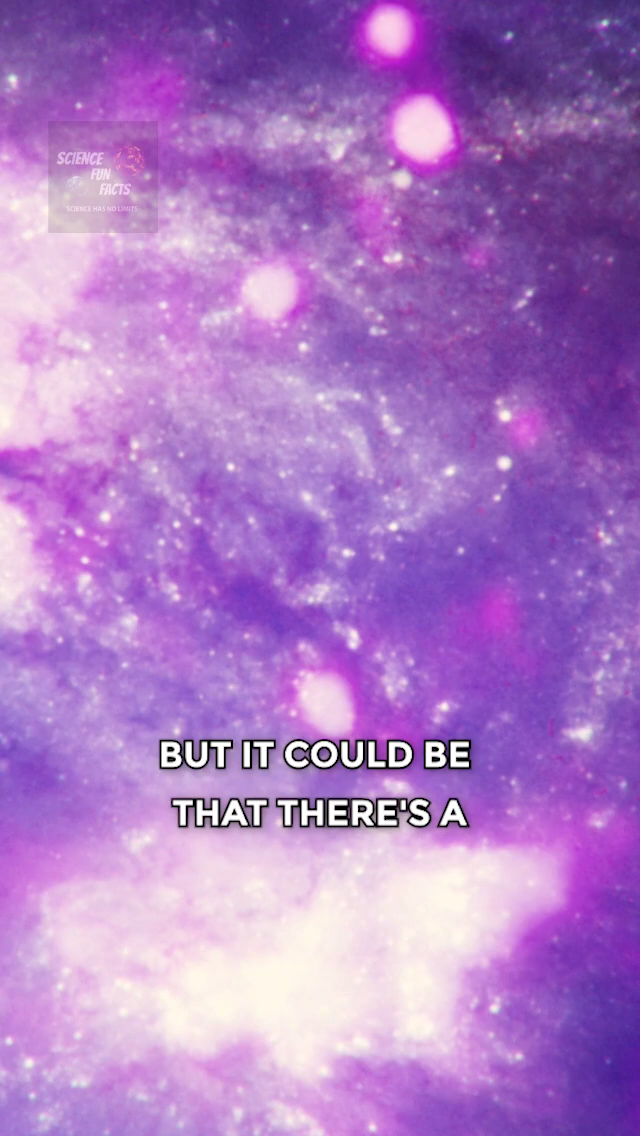 SCIENCE
FUN
FACTS
SCIENCE HAS NO LIMITS
BUT IT COULD BE
THAT THERE'S A